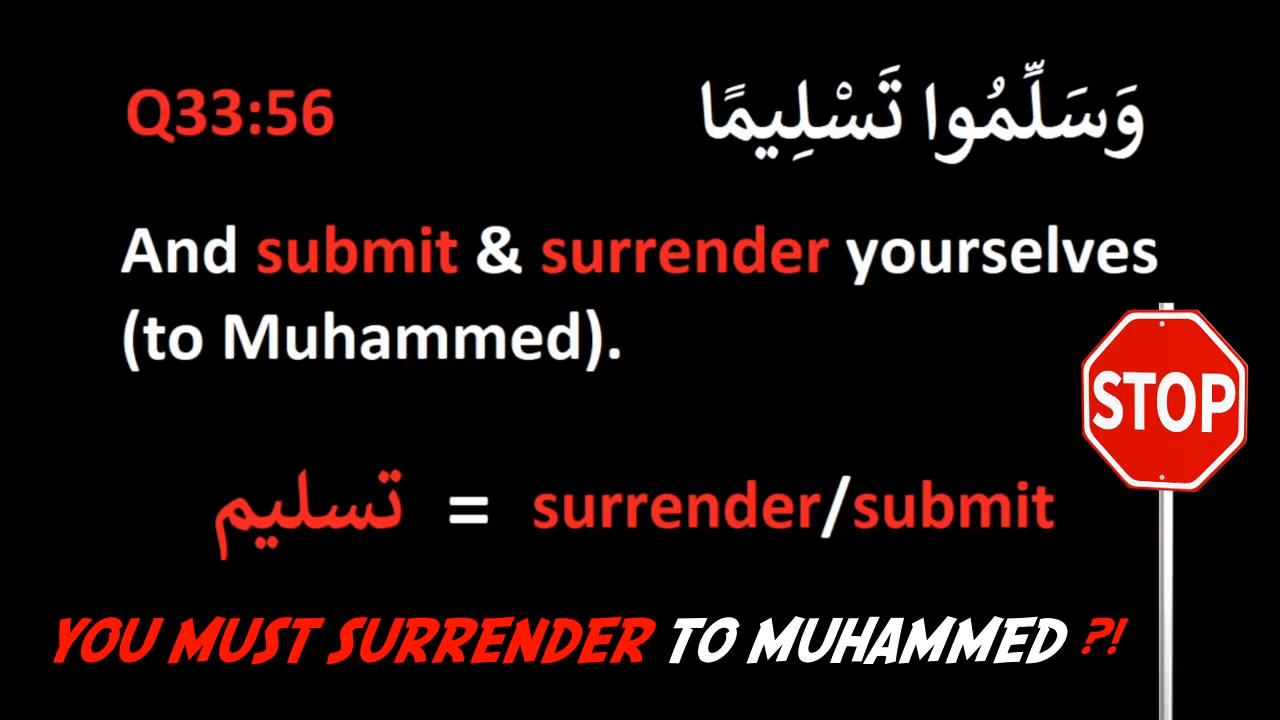 Q33:56 وَسَلِّمُوا تَسْلِيمًا
And submit & surrender yourselves
(to Muhammed).
STOP
تسليم = surrender/submit
YOU MUST SURRENDER TO MUHAMMED ?!